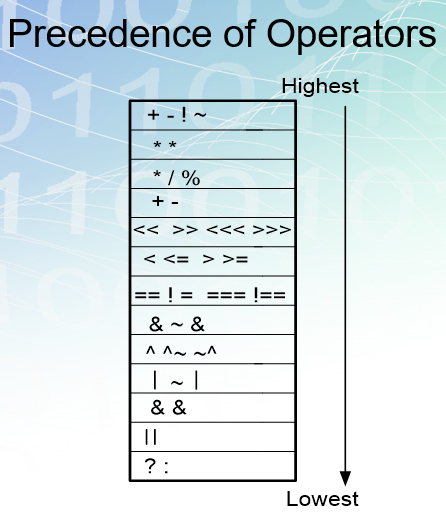 Precedence of Operators
Highest
+ - ! ~
* *
* / %
+ -
<< >> <<< >>>
< <= > >=
== ! = === !==
& ~ &
^ ^~ ~^
| ~ |
& &
||
? :
Lowest